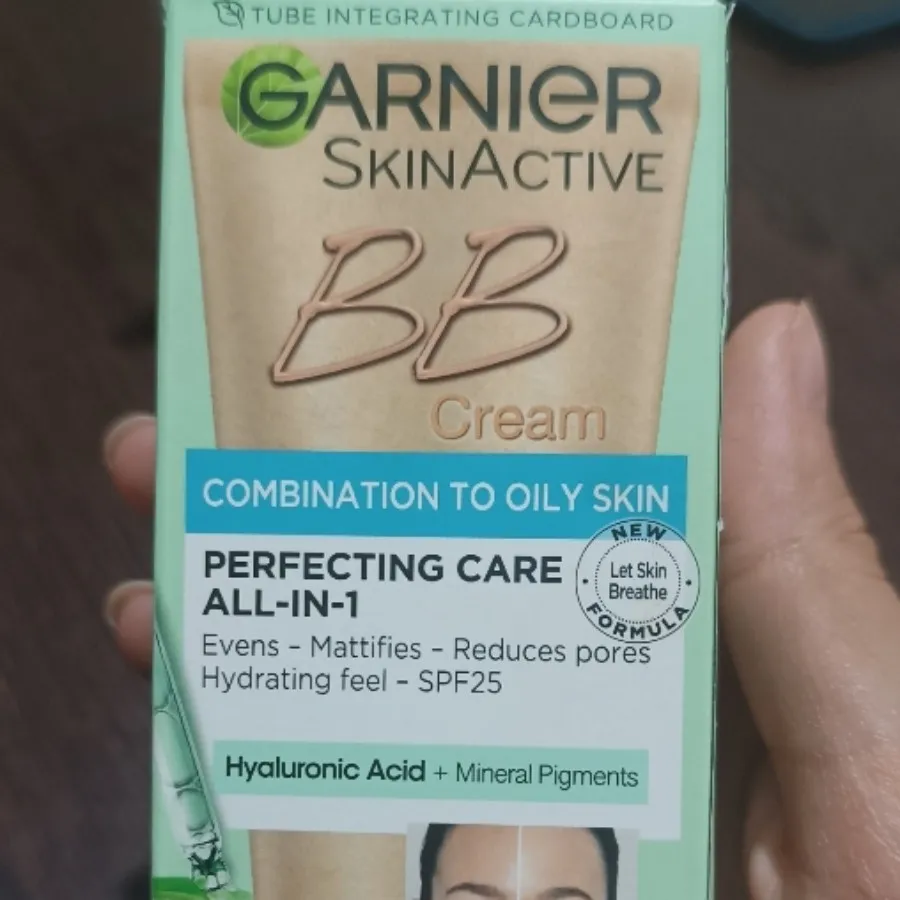 TUBE INTEGRATING CARDBOARD
GARNIER
SKINACTIVE
BB
Cream
COMBINATION TO OILY SKIN
PERFECTING CARE
ALL-IN-1
NEW
Let Skin
Breathe
FORMULA
Evens – Mattifies – Reduces pores
Hydrating feel – SPF25
Hyaluronic Acid + Mineral Pigments